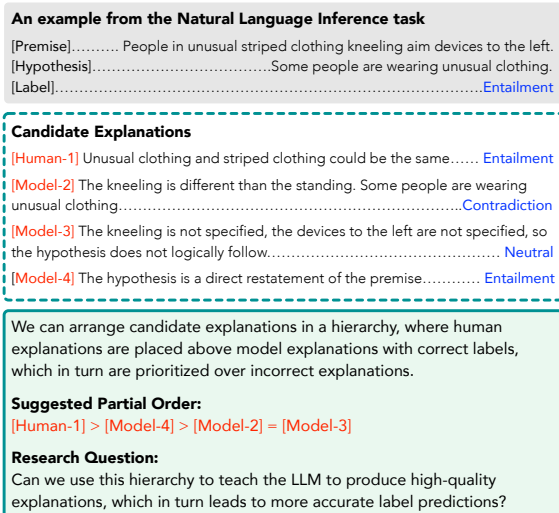 An example from the Natural Language Inference task
[Premise].......... People in unusual striped clothing kneeling aim devices to the left.
[Hypothesis]....................................Some people are wearing unusual clothing.
[Label]....................................................................................Entailment
Candidate Explanations
[Human-1] Unusual clothing and striped clothing could be the same...... Entailment
[Model-2] The kneeling is different than the standing. Some people are wearing
unusual clothing.....................................................................Contradiction
[Model-3] The kneeling is not specified, the devices to the left are not specified, so
the hypothesis does not logically follow.............................................. Neutral
[Model-4] The hypothesis is a direct restatement of the premise............ Entailment
We can arrange candidate explanations in a hierarchy, where human
explanations are placed above model explanations with correct labels,
which in turn are prioritized over incorrect explanations.
Suggested Partial Order:
[Human-1] > [Model-4] > [Model-2] = [Model-3]
Research Question:
Can we use this hierarchy to teach the LLM to produce high-quality
explanations, which in turn leads to more accurate label predictions?